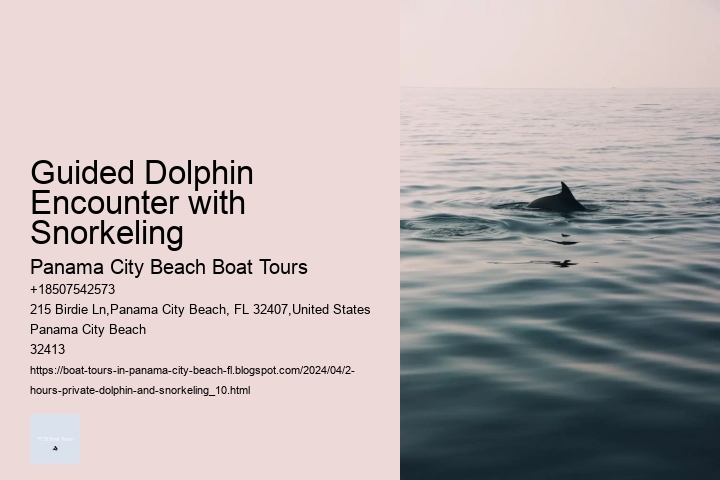 Guided Dolphin
Encounter with
Snorkeling
Panama City Beach Boat Tours
+18507542573
215 Birdie Ln,Panama City Beach, FL 32407,United States
Panama City Beach
32413
https://boat-tours-in-panama-city-beach-fl.blogspot.com/2024/04/2-
hours-private-dolphin-and-snorkeling_10.html